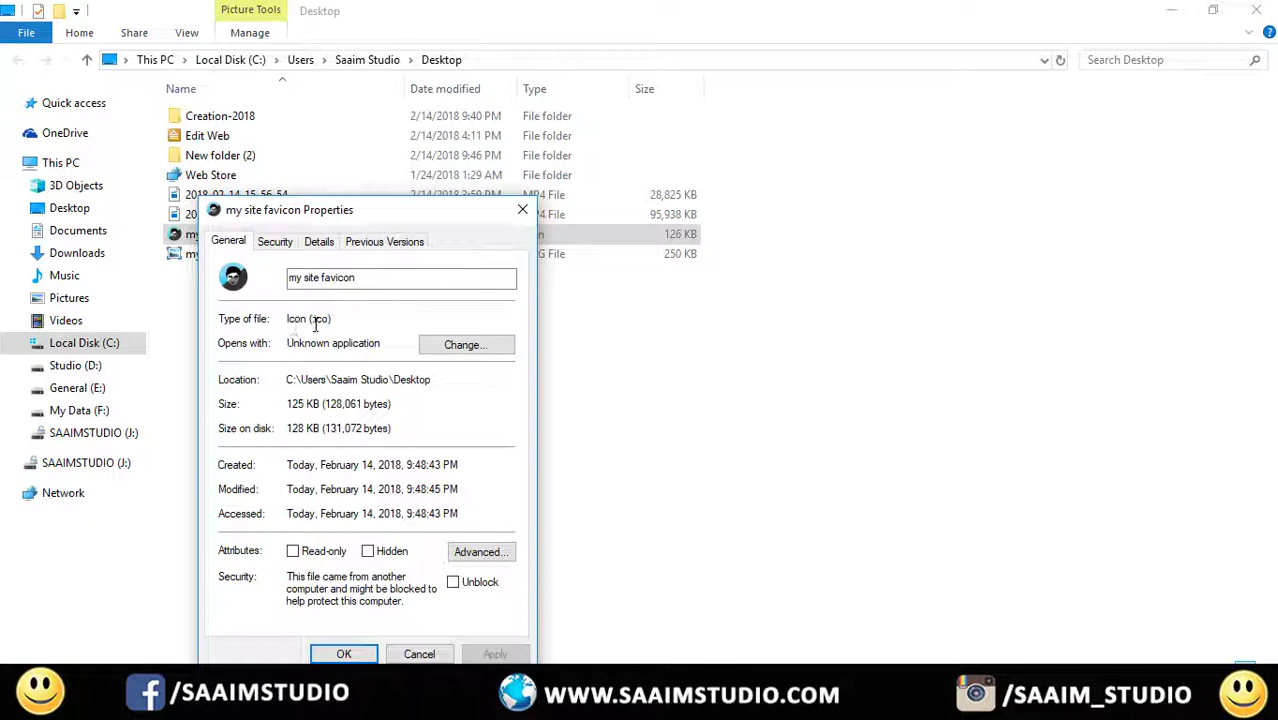 Picture Tools
Desktop
File
Home
Share
View
Manage
This PC
Local Disk (C:)
Users
Saaim Studio
Desktop
Search Desktop
Name
Date modified
Type
Size
Quick access
OneDrive
This PC
3D Objects
Desktop
Documents
Downloads
Music
Pictures
Videos
Local Disk (C:)
Studio (D:)
General (E:)
My Data (F:)
SAAIMSTUDIO (J:)
SAAIMSTUDIO (J:)
Network
Creation-2018 2/14/2018 9:40 PM File folder
Edit Web 2/14/2018 4:11 PM File folder
New folder (2) 2/14/2018 9:46 PM File folder
Web Store 1/24/2018 1:29 AM File folder
28,825 KB
95,938 KB
126 KB
250 KB
my site favicon Properties
General
Security
Details
Previous Versions
my site favicon
Type of file: Icon (.ico)
Opens with: Unknown application
Change...
Location: C:\Users\Saaim Studio\Desktop
Size: 125 KB (128,061 bytes)
Size on disk: 128 KB (131,072 bytes)
Created: Today, February 14, 2018, 9:48:43 PM
Modified: Today, February 14, 2018, 9:48:45 PM
Accessed: Today, February 14, 2018, 9:48:43 PM
Attributes: Read-only Hidden
Advanced...
Security: This file came from another
computer and might be blocked to
help protect this computer.
Unblock
OK
Cancel
Apply
/SAAIMSTUDIO
WWW.SAAIMSTUDIO.COM
/SAAIM_STUDIO